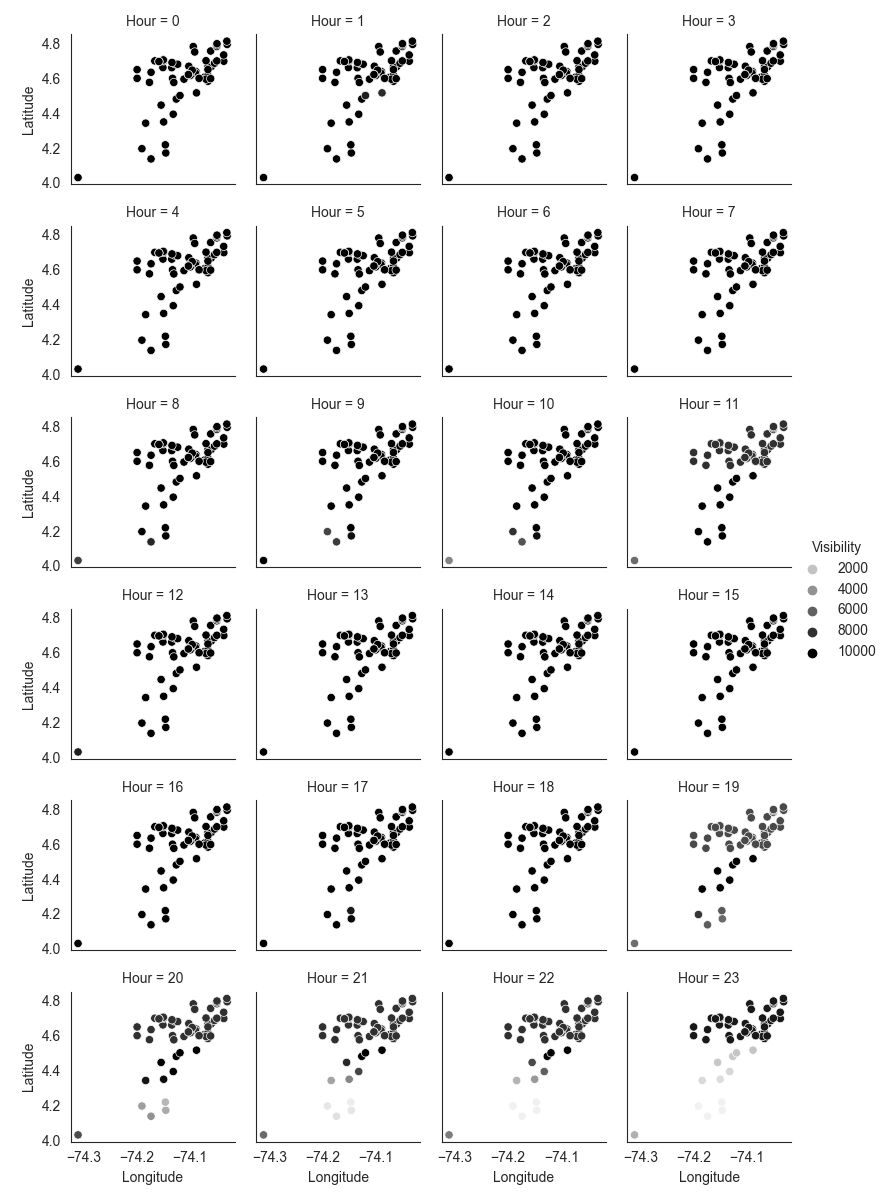 Hour = 0
Hour = 1
Hour = 2
Hour = 3
4.8
4.6
4.4
4.2
4.0
Latitude
Hour = 4
Hour = 5
Hour = 6
Hour = 7
4.8
4.6
4.4
4.2
4.0
Latitude
Hour = 8
Hour = 9
Hour = 10
Hour = 11
4.8
4.6
4.4
4.2
4.0
Latitude
Visibility
2000
4000
6000
8000
10000
Hour = 12
Hour = 13
Hour = 14
Hour = 15
4.8
4.6
4.4
4.2
4.0
Latitude
Hour = 16
Hour = 17
Hour = 18
Hour = 19
4.8
4.6
4.4
4.2
4.0
Latitude
Hour = 20
Hour = 21
Hour = 22
Hour = 23
4.8
4.6
4.4
4.2
4.0
Latitude
−74.3 −74.2 −74.1
Longitude
−74.3 −74.2 −74.1
Longitude
−74.3 −74.2 −74.1
Longitude
−74.3 −74.2 −74.1
Longitude